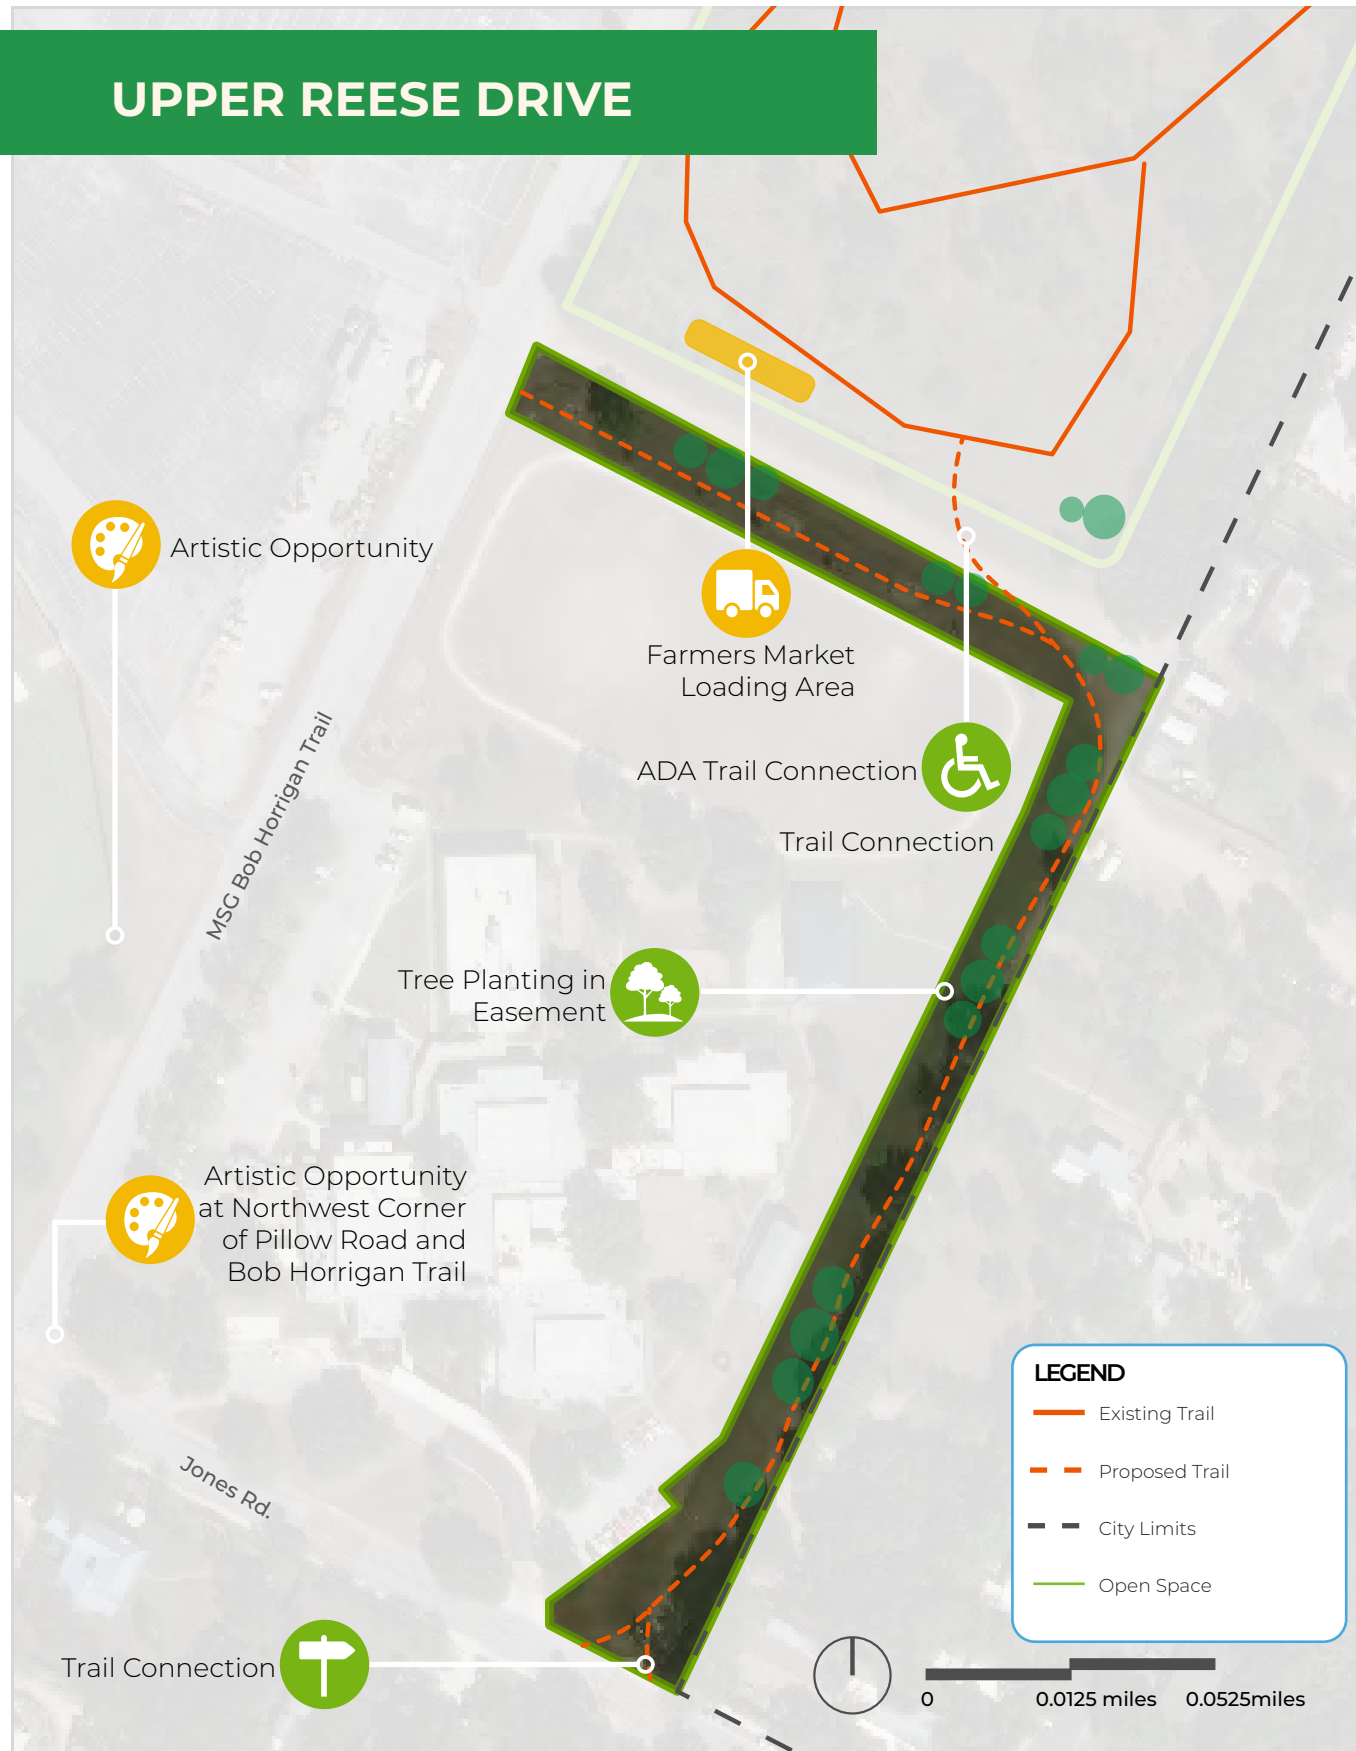 UPPER REESE DRIVE
Artistic Opportunity
Farmers Market
Loading Area
MSG Bob Horrigan Trail
ADA Trail Connection
Trail Connection
Tree Planting in
Easement
Artistic Opportunity
at Northwest Corner
of Pillow Road and
Bob Horrigan Trail
Jones Rd.
Trail Connection
LEGEND
Existing Trail
Proposed Trail
City Limits
Open Space
0 0.0125 miles 0.0525miles